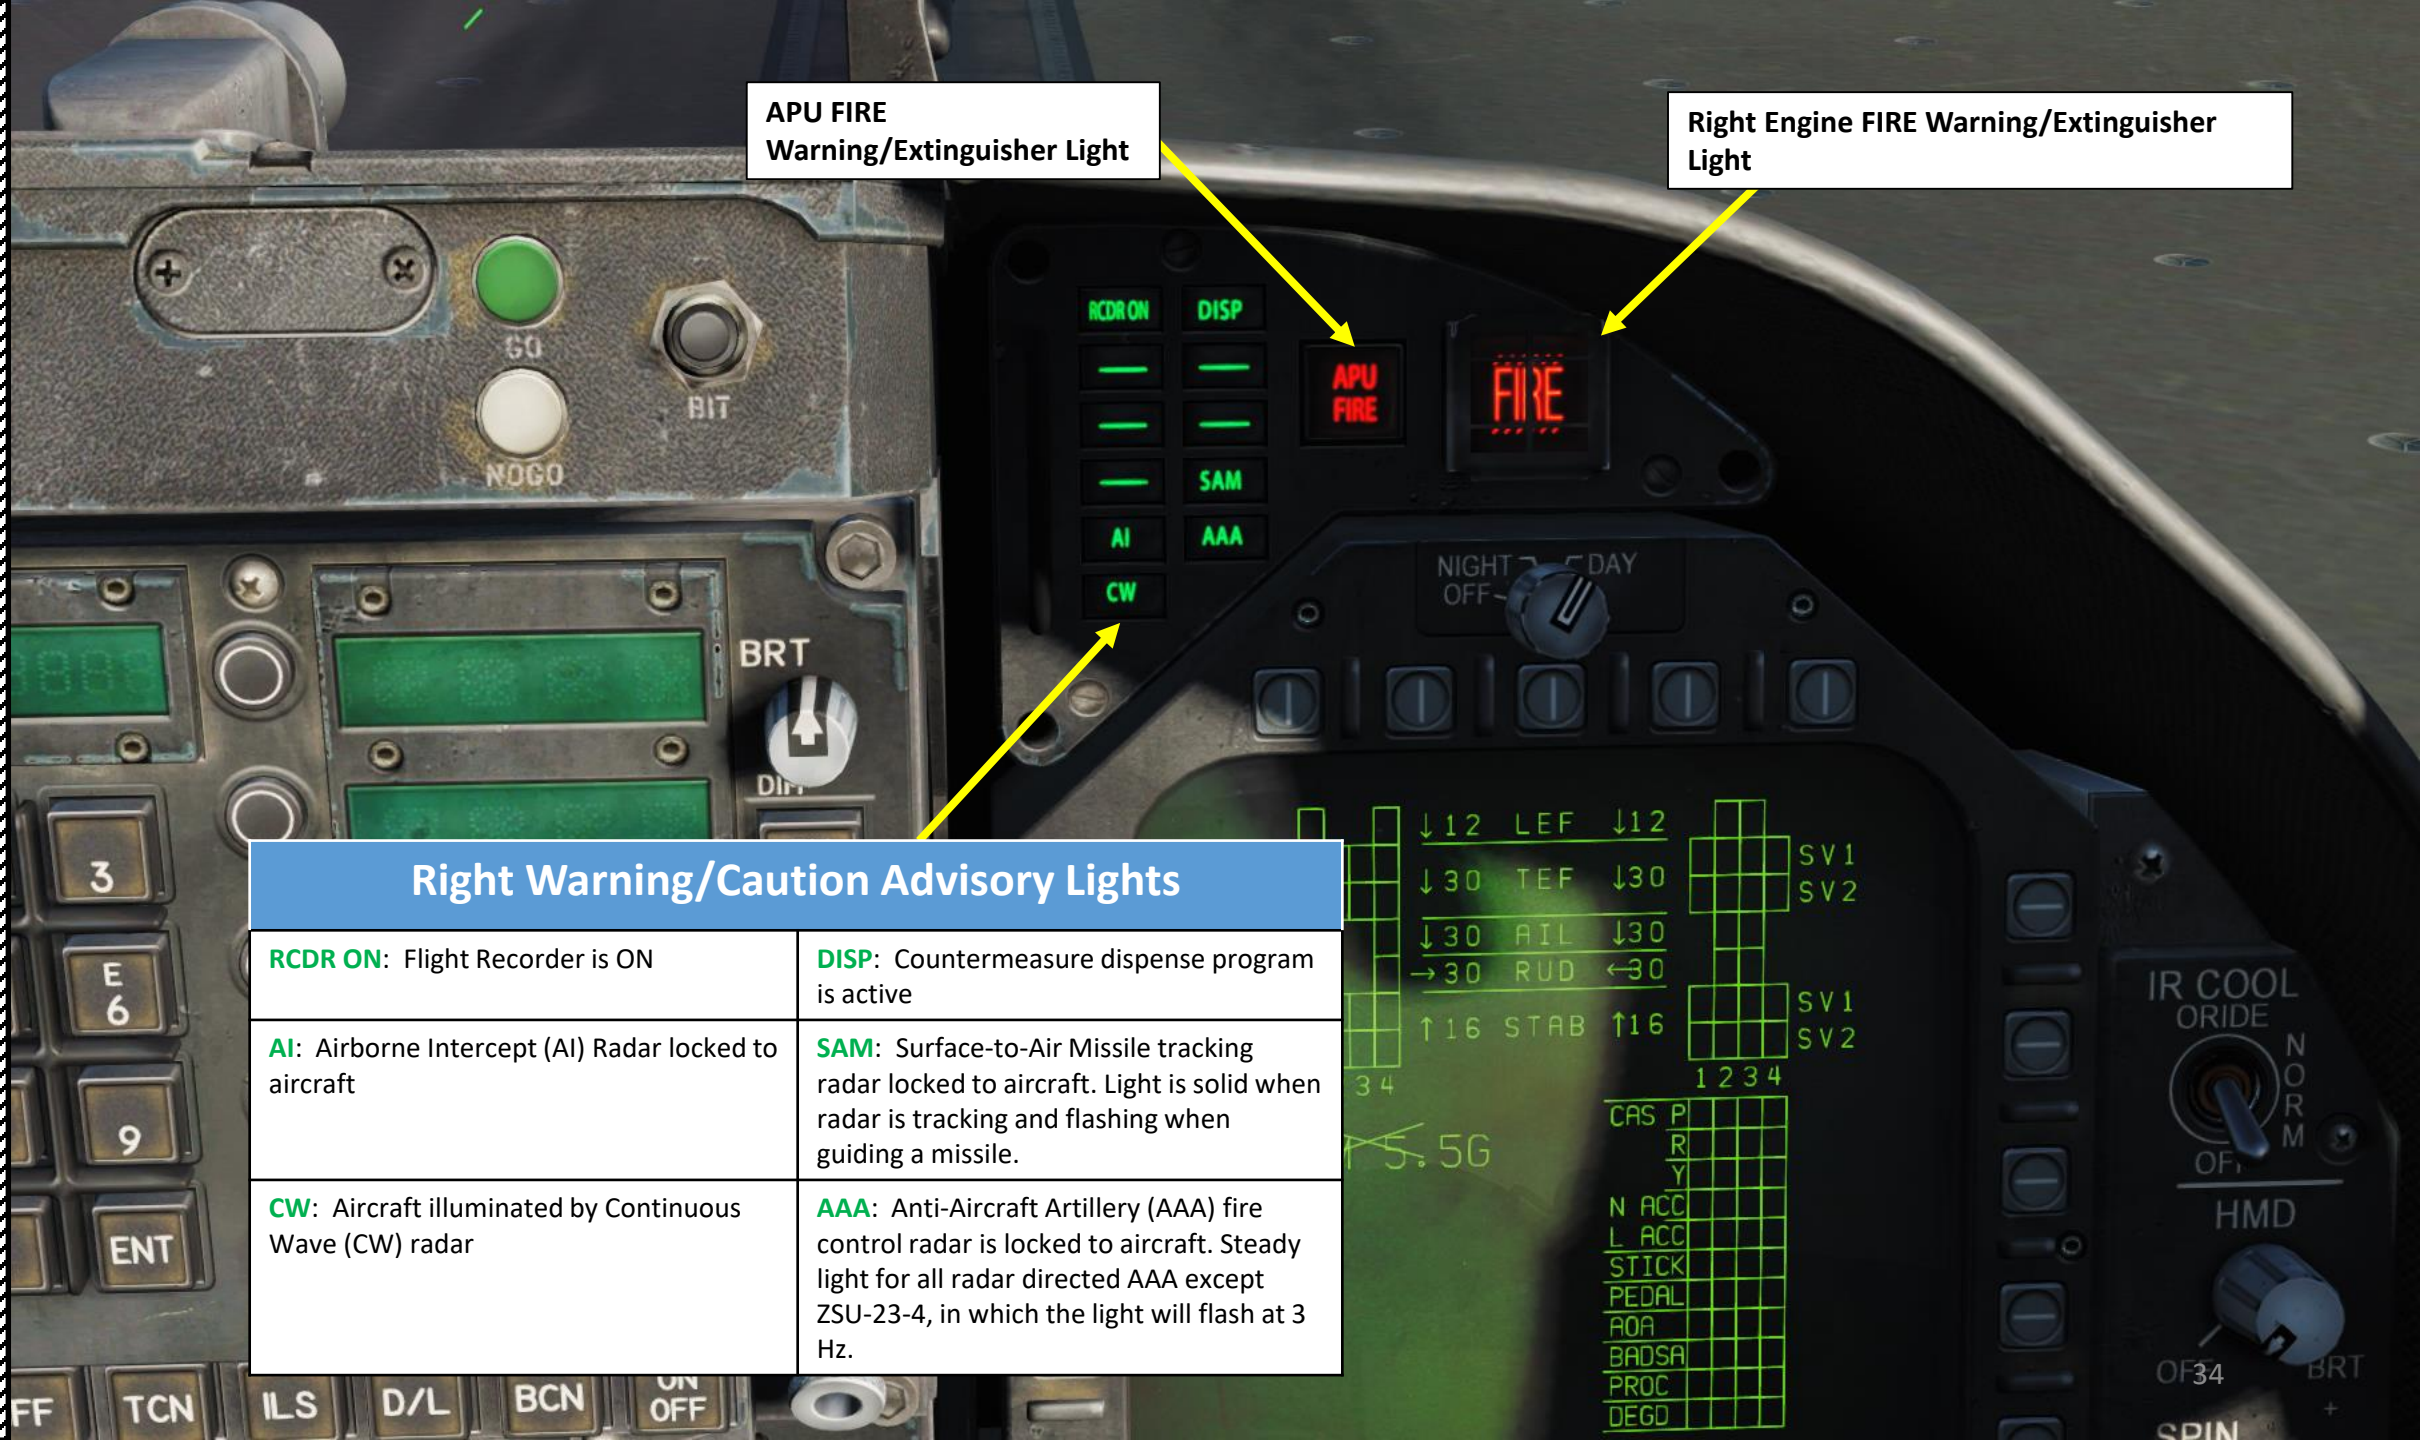 APU FIRE
Warning/Extinguisher Light
Right Engine FIRE Warning/Extinguisher
Light
GO
NOGO
BIT
RCDR ON DISP
SAM
AI AAA
CW
APU
FIRE
FIRE
NIGHT DAY
OFF
BRT
DIM
3
E
6
9
ENT
TCN ILS D/L BCN ON
OFF
Right Warning/Caution Advisory Lights
RCDR ON: Flight Recorder is ON
DISP: Countermeasure dispense program
is active
AI: Airborne Intercept (AI) Radar locked to
aircraft
SAM: Surface-to-Air Missile tracking
radar locked to aircraft. Light is solid when
radar is tracking and flashing when
guiding a missile.
CW: Aircraft illuminated by Continuous
Wave (CW) radar
AAA: Anti-Aircraft Artillery (AAA) fire
control radar is locked to aircraft. Steady
light for all radar directed AAA except
ZSU-23-4, in which the light will flash at 3
Hz.
↓12 LEF ↓12
↓30 TEF ↓30
↓30 AIL ↓30
→30 RUD ←30
↑16 STAB ↑16
SV1
SV2
SV1
SV2
3 4
1 2 3 4
5.5G
CAS P
R
Y
N ACC
L ACC
STICK
PEDAL
AOA
BADSA
PROC
DEGD
IR COOL
ORIDE
NORM
OFF
HMD
OFF BRT
34
SPIN